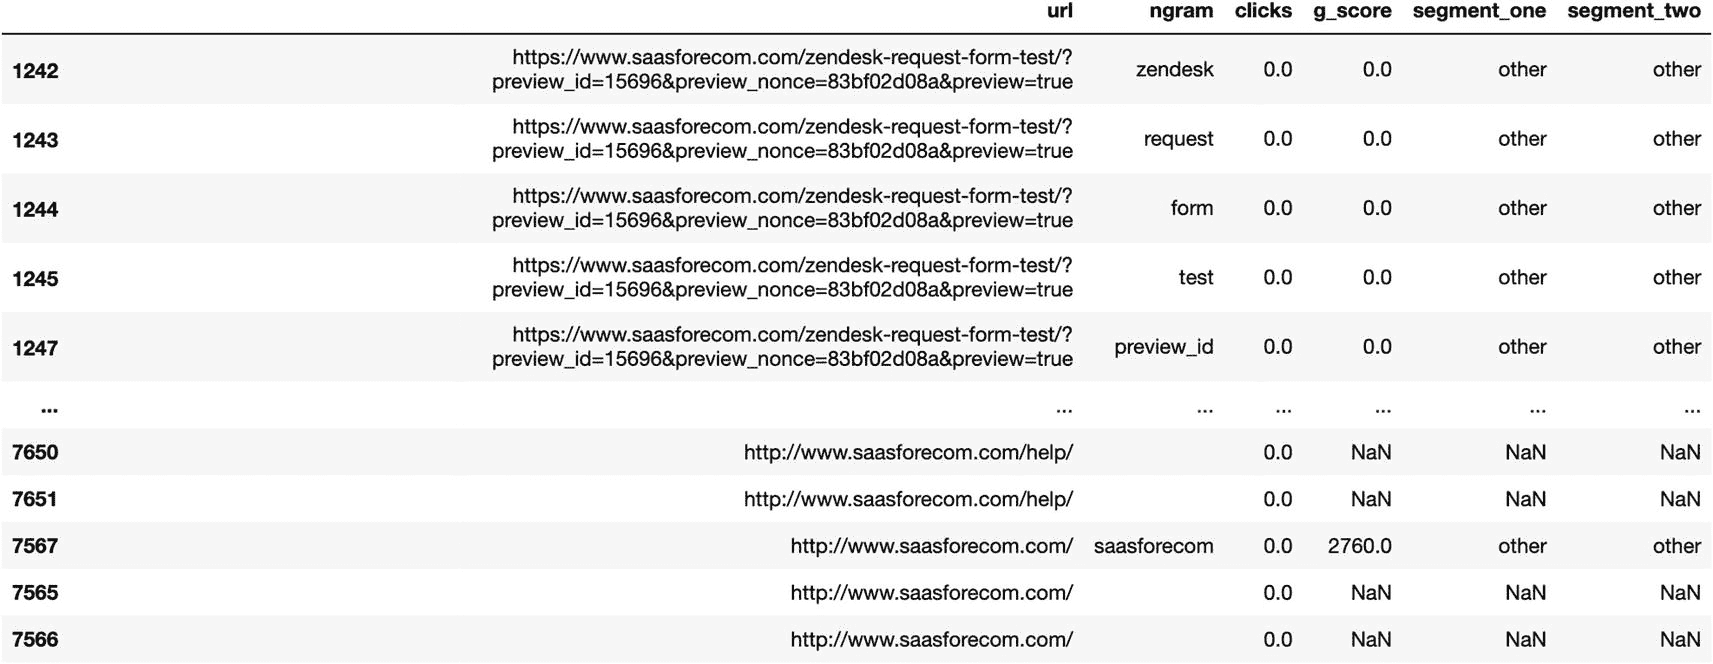 url ngram clicks g_score segment_one segment_two
1242 https://www.saasforecom.com/zendesk-request-form-test/? zendesk 0.0 0.0 other other
preview_id=15696&preview_nonce=83bf02d08a&preview=true
1243 https://www.saasforecom.com/zendesk-request-form-test/? request 0.0 0.0 other other
preview_id=15696&preview_nonce=83bf02d08a&preview=true
1244 https://www.saasforecom.com/zendesk-request-form-test/? form 0.0 0.0 other other
preview_id=15696&preview_nonce=83bf02d08a&preview=true
1245 https://www.saasforecom.com/zendesk-request-form-test/? test 0.0 0.0 other other
preview_id=15696&preview_nonce=83bf02d08a&preview=true
1247 https://www.saasforecom.com/zendesk-request-form-test/? preview_id 0.0 0.0 other other
preview_id=15696&preview_nonce=83bf02d08a&preview=true
... ... ... ... ... ... ...
7650 http://www.saasforecom.com/help/ 0.0 NaN NaN NaN
7651 http://www.saasforecom.com/help/ 0.0 NaN NaN NaN
7567 http://www.saasforecom.com/ saasforecom 0.0 2760.0 other other
7565 http://www.saasforecom.com/ 0.0 NaN NaN NaN
7566 http://www.saasforecom.com/ 0.0 NaN NaN NaN